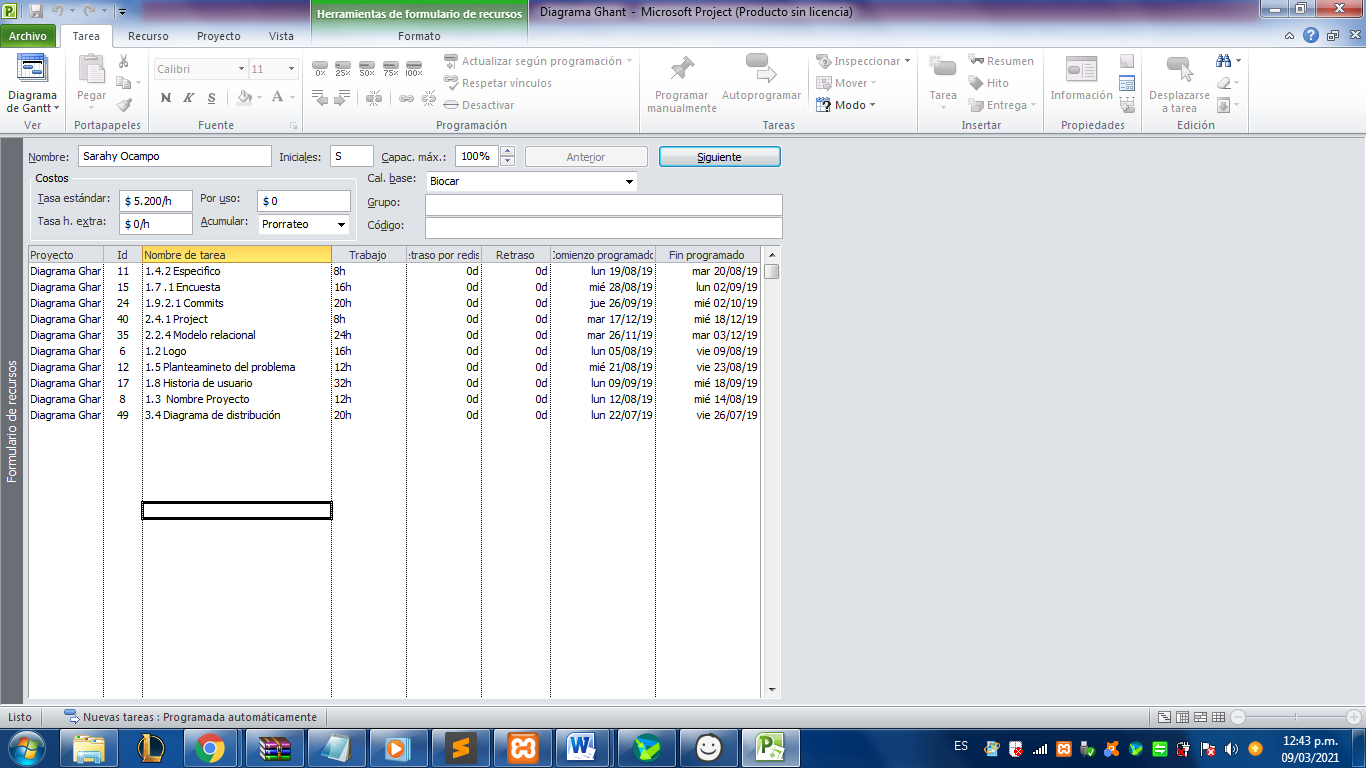 Herramientas de formulario de recursos
Diagrama Ghant - Microsoft Project (Producto sin licencia)
Archivo Tarea Recurso Proyecto Vista Formato
Diagrama de Gantt
Ver
Pegar
Portapapeles
Calibri 11
N K S A
Fuente
0% 25% 50% 75% 100%
Actualizar según programación
Respetar vínculos
Desactivar
Programación
Programar manualmente
Autoprogramar
Inspeccionar
Mover
Modo
Tareas
Tarea
Resumen
Hito
Entrega
Insertar
Información
Propiedades
Desplazarse a tarea
Edición
Nombre: Sarahy Ocampo Iniciales: S Capac. máx.: 100% Anterior Siguiente
Costos
Tasa estándar: $ 5.200/h Por uso: $ 0
Tasa h. extra: $ 0/h Acumular: Prorrateo
Cal. base: Biocar
Grupo:
Código:
Proyecto Id Nombre de tarea Trabajo traso por redis Retraso Comienzo programado Fin programado
Diagrama Ghar 11 1.4.2 Especifico 8h 0d 0d lun 19/08/19 mar 20/08/19
Diagrama Ghar 15 1.7 .1 Encuesta 16h 0d 0d mié 28/08/19 lun 02/09/19
Diagrama Ghar 24 1.9.2.1 Commits 20h 0d 0d jue 26/09/19 mié 02/10/19
Diagrama Ghar 40 2.4.1 Project 8h 0d 0d mar 17/12/19 mié 18/12/19
Diagrama Ghar 35 2.2.4 Modelo relacional 24h 0d 0d mar 26/11/19 mar 03/12/19
Diagrama Ghar 6 1.2 Logo 16h 0d 0d lun 05/08/19 vie 09/08/19
Diagrama Ghar 12 1.5 Planteamineto del problema 12h 0d 0d mié 21/08/19 vie 23/08/19
Diagrama Ghar 17 1.8 Historia de usuario 32h 0d 0d lun 09/09/19 mié 18/09/19
Diagrama Ghar 8 1.3 Nombre Proyecto 12h 0d 0d lun 12/08/19 mié 14/08/19
Diagrama Ghar 49 3.4 Diagrama de distribución 20h 0d 0d lun 22/07/19 vie 26/07/19
Formulario de recursos
Listo Nuevas tareas : Programada automáticamente
ES
12:43 p.m.
09/03/2021